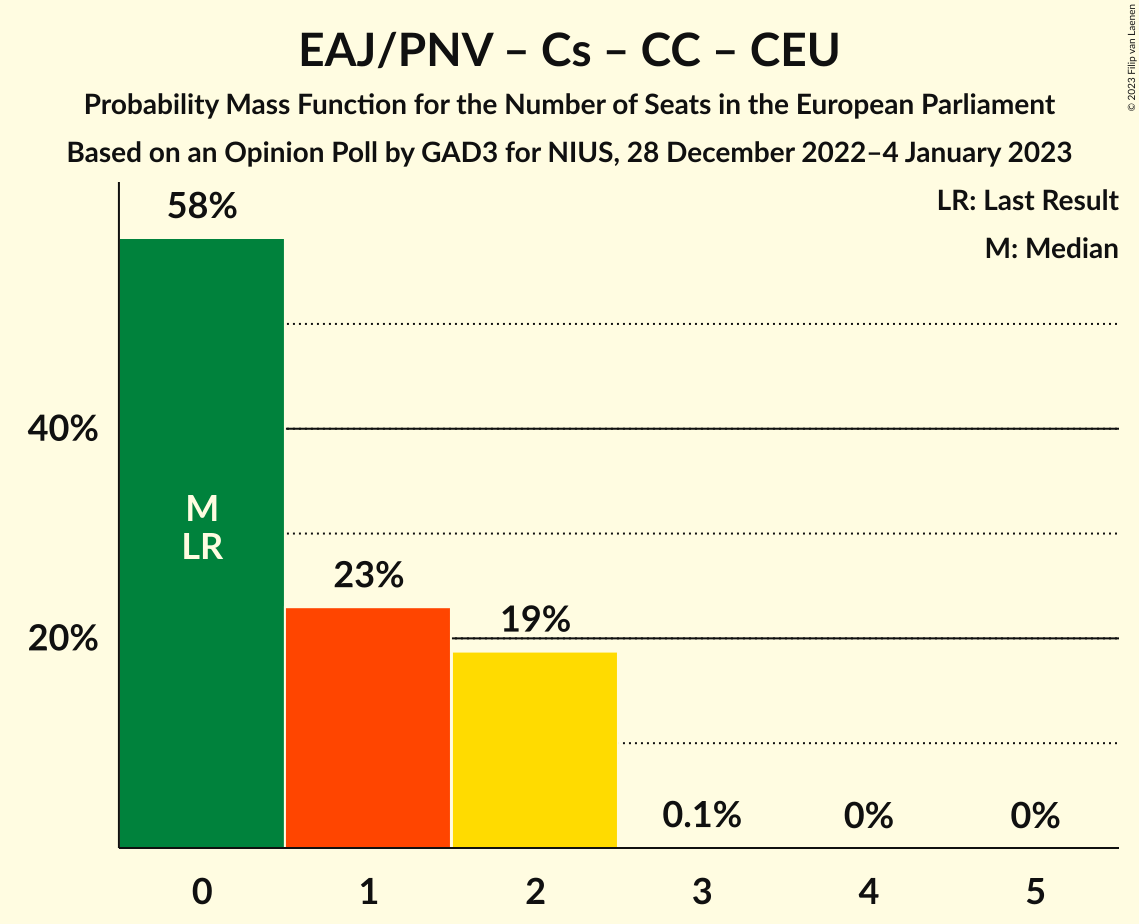 EAJ/PNV – Cs – CC – CEU
Probability Mass Function for the Number of Seats in the European Parliament
Based on an Opinion Poll by GAD3 for NIUS, 28 December 2022–4 January 2023
© 2023 Filip van Laenen
LR: Last Result
M: Median
58%
40%
M
LR
23%
19%
20%
0.1%
0%
0%
0
1
2
3
4
5